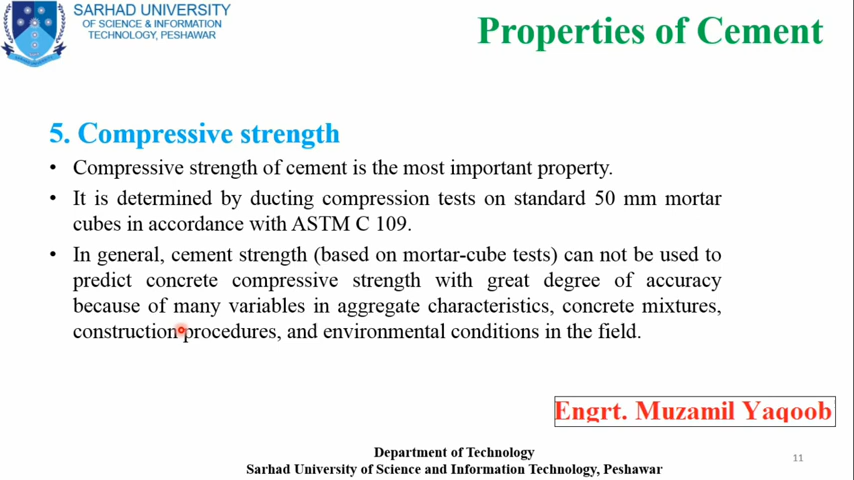 SARHAD UNIVERSITY
OF SCIENCE & INFORMATION
TECHNOLOGY, PESHAWAR
Properties of Cement
5. Compressive strength
• Compressive strength of cement is the most important property.
• It is determined by ducting compression tests on standard 50 mm mortar
cubes in accordance with ASTM C 109.
• In general, cement strength (based on mortar-cube tests) can not be used to
predict concrete compressive strength with great degree of accuracy
because of many variables in aggregate characteristics, concrete mixtures,
construction procedures, and environmental conditions in the field.
Engrt. Muzamil Yaqoob
Department of Technology
Sarhad University of Science and Information Technology, Peshawar
11